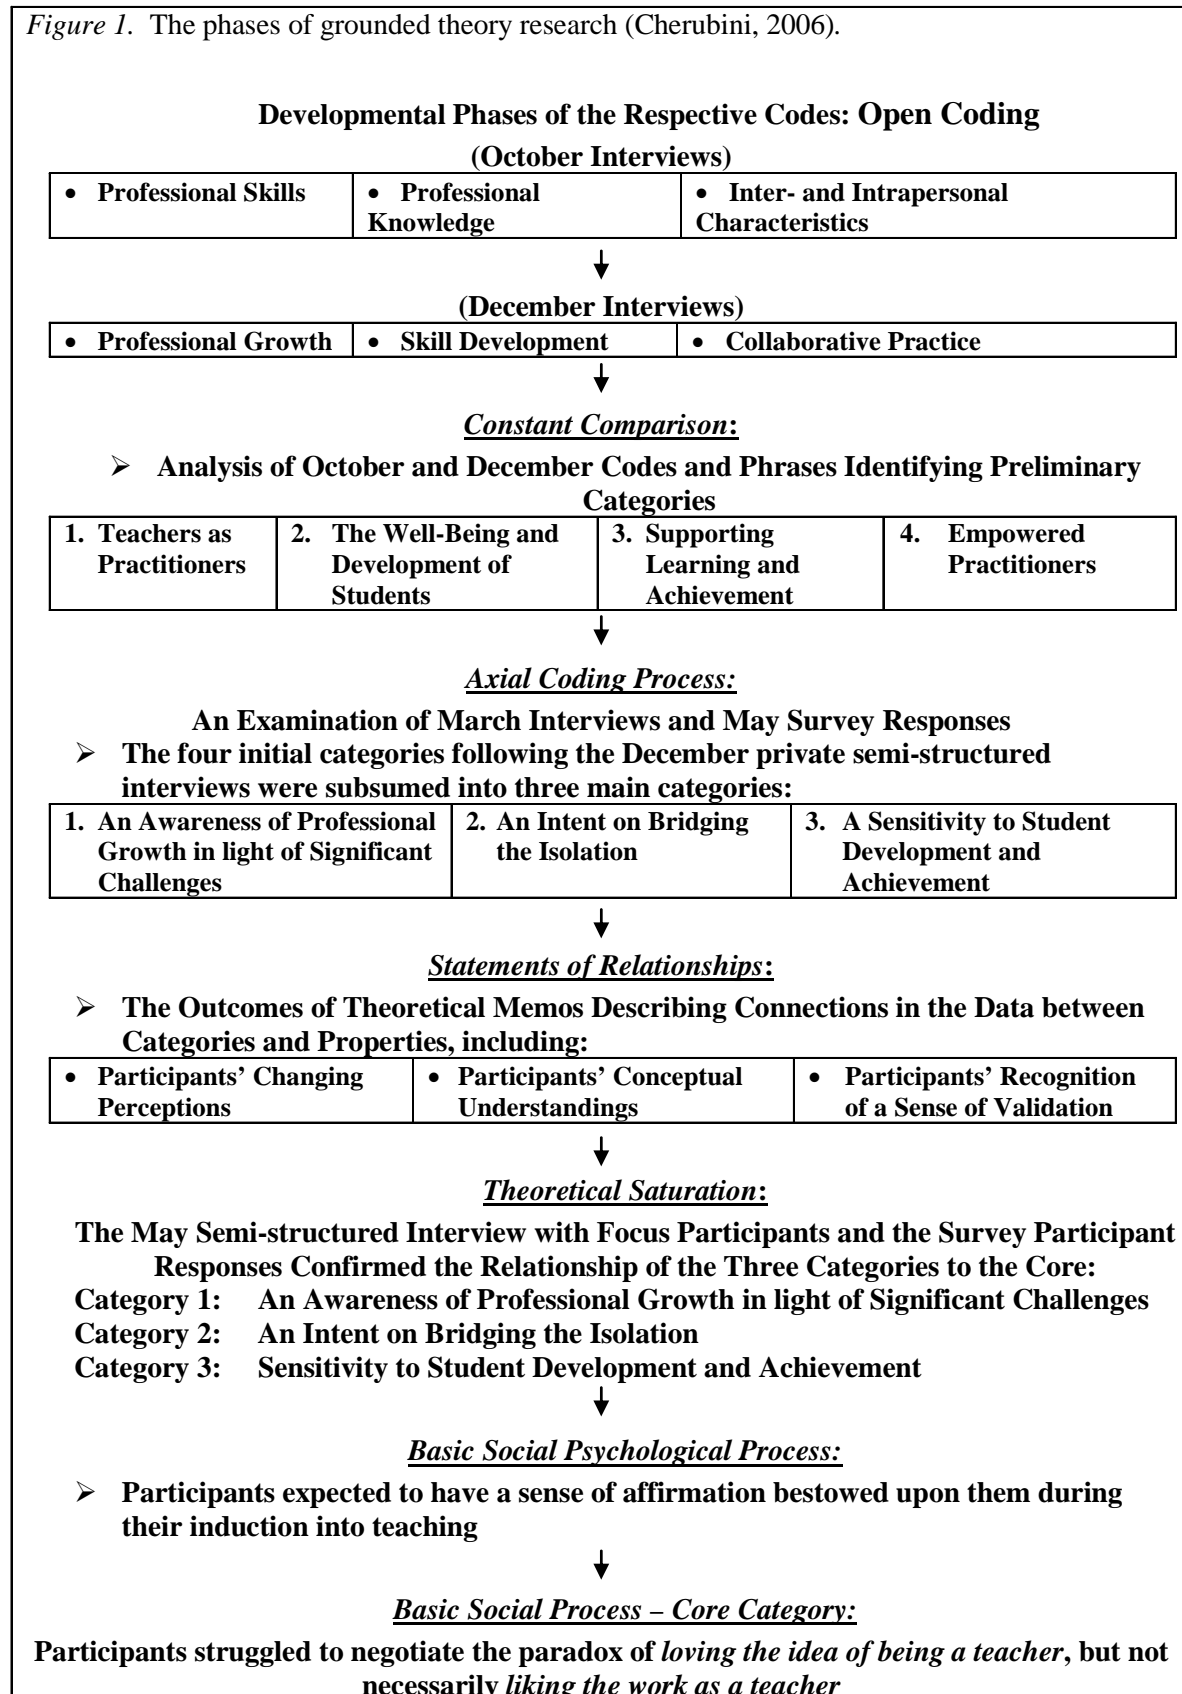 Figure 1. The phases of grounded theory research (Cherubini, 2006).
Developmental Phases of the Respective Codes: Open Coding
(October Interviews)
• Professional Skills
• Professional
Knowledge
• Inter- and Intrapersonal
Characteristics
(December Interviews)
• Professional Growth
• Skill Development
• Collaborative Practice
Constant Comparison:
➢ Analysis of October and December Codes and Phrases Identifying Preliminary
Categories
1. Teachers as
Practitioners
2. The Well-Being and
Development of
Students
3. Supporting
Learning and
Achievement
4. Empowered
Practitioners
Axial Coding Process:
An Examination of March Interviews and May Survey Responses
➢ The four initial categories following the December private semi-structured
interviews were subsumed into three main categories:
1. An Awareness of Professional
Growth in light of Significant
Challenges
2. An Intent on Bridging
the Isolation
3. A Sensitivity to Student
Development and
Achievement
Statements of Relationships:
➢ The Outcomes of Theoretical Memos Describing Connections in the Data between
Categories and Properties, including:
• Participants’ Changing
Perceptions
• Participants’ Conceptual
Understandings
• Participants’ Recognition
of a Sense of Validation
Theoretical Saturation:
The May Semi-structured Interview with Focus Participants and the Survey Participant
Responses Confirmed the Relationship of the Three Categories to the Core:
Category 1: An Awareness of Professional Growth in light of Significant Challenges
Category 2: An Intent on Bridging the Isolation
Category 3: Sensitivity to Student Development and Achievement
Basic Social Psychological Process:
➢ Participants expected to have a sense of affirmation bestowed upon them during
their induction into teaching
Basic Social Process – Core Category:
Participants struggled to negotiate the paradox of loving the idea of being a teacher, but not
necessarily liking the work as a teacher